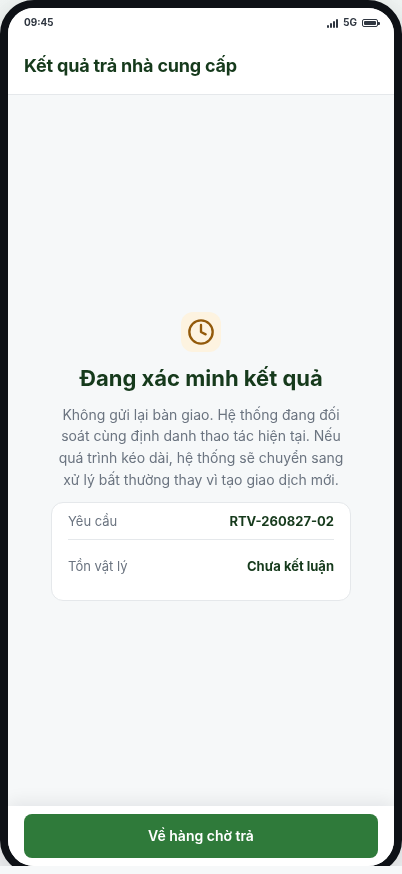 09:45
5G
Kết quả trả nhà cung cấp
Đang xác minh kết quả
Không gửi lại bàn giao. Hệ thống đang đối
soát cùng định danh thao tác hiện tại. Nếu
quá trình kéo dài, hệ thống sẽ chuyển sang
xử lý bất thường thay vì tạo giao dịch mới.
Yêu cầu RTV-260827-02
Tồn vật lý Chưa kết luận
Về hàng chờ trả